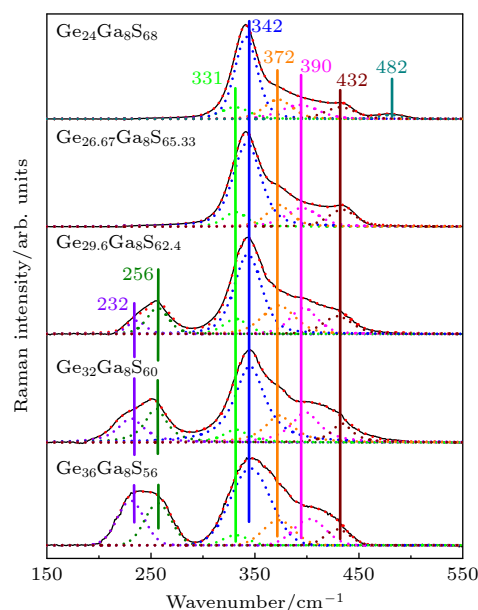 Ge₂₄Ga₈S₆₈
342
331
372
390
432
482
Ge₂₆.₆₇Ga₈S₆₅.₃₃
Ge₂₉.₆Ga₈S₆₂.₄
256
232
Ge₃₂Ga₈S₆₀
Ge₃₆Ga₈S₅₆
Raman intensity/arb. units
150 250 350 450 550
Wavenumber/cm⁻¹